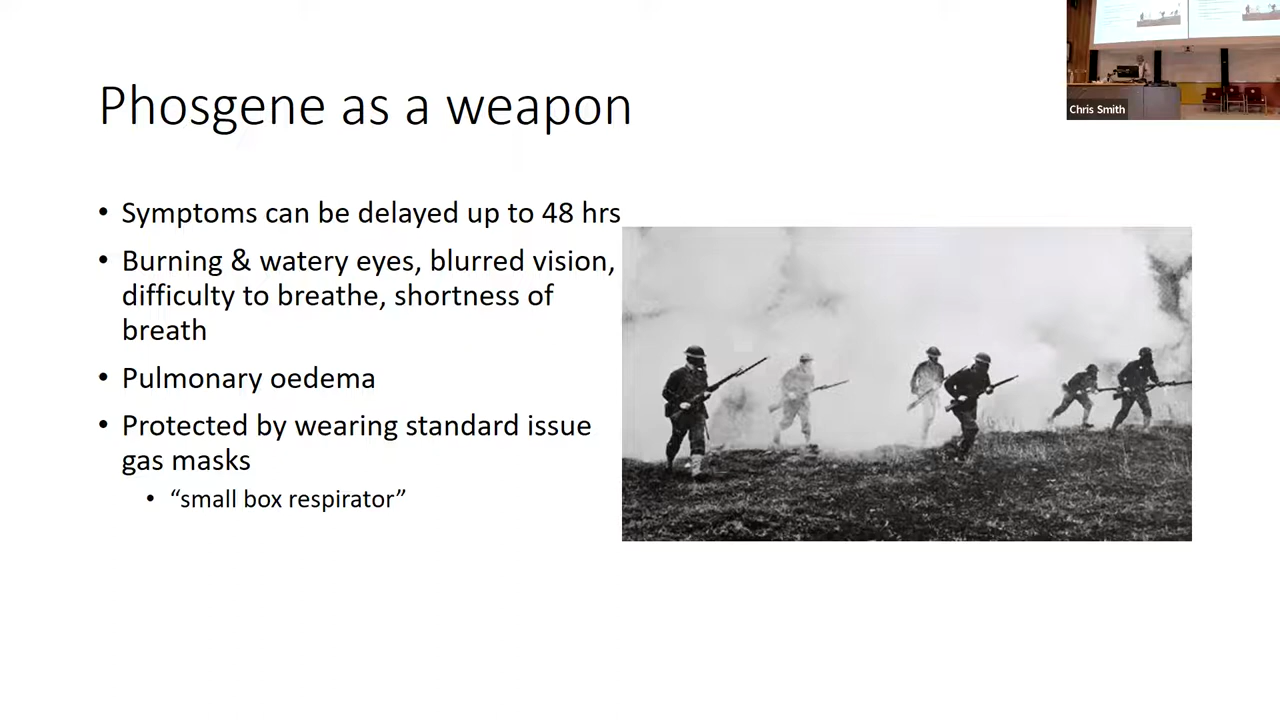 Phosgene as a weapon
• Symptoms can be delayed up to 48 hrs
• Burning & watery eyes, blurred vision,
difficulty to breathe, shortness of
breath
• Pulmonary oedema
• Protected by wearing standard issue
gas masks
• “small box respirator”
Chris Smith